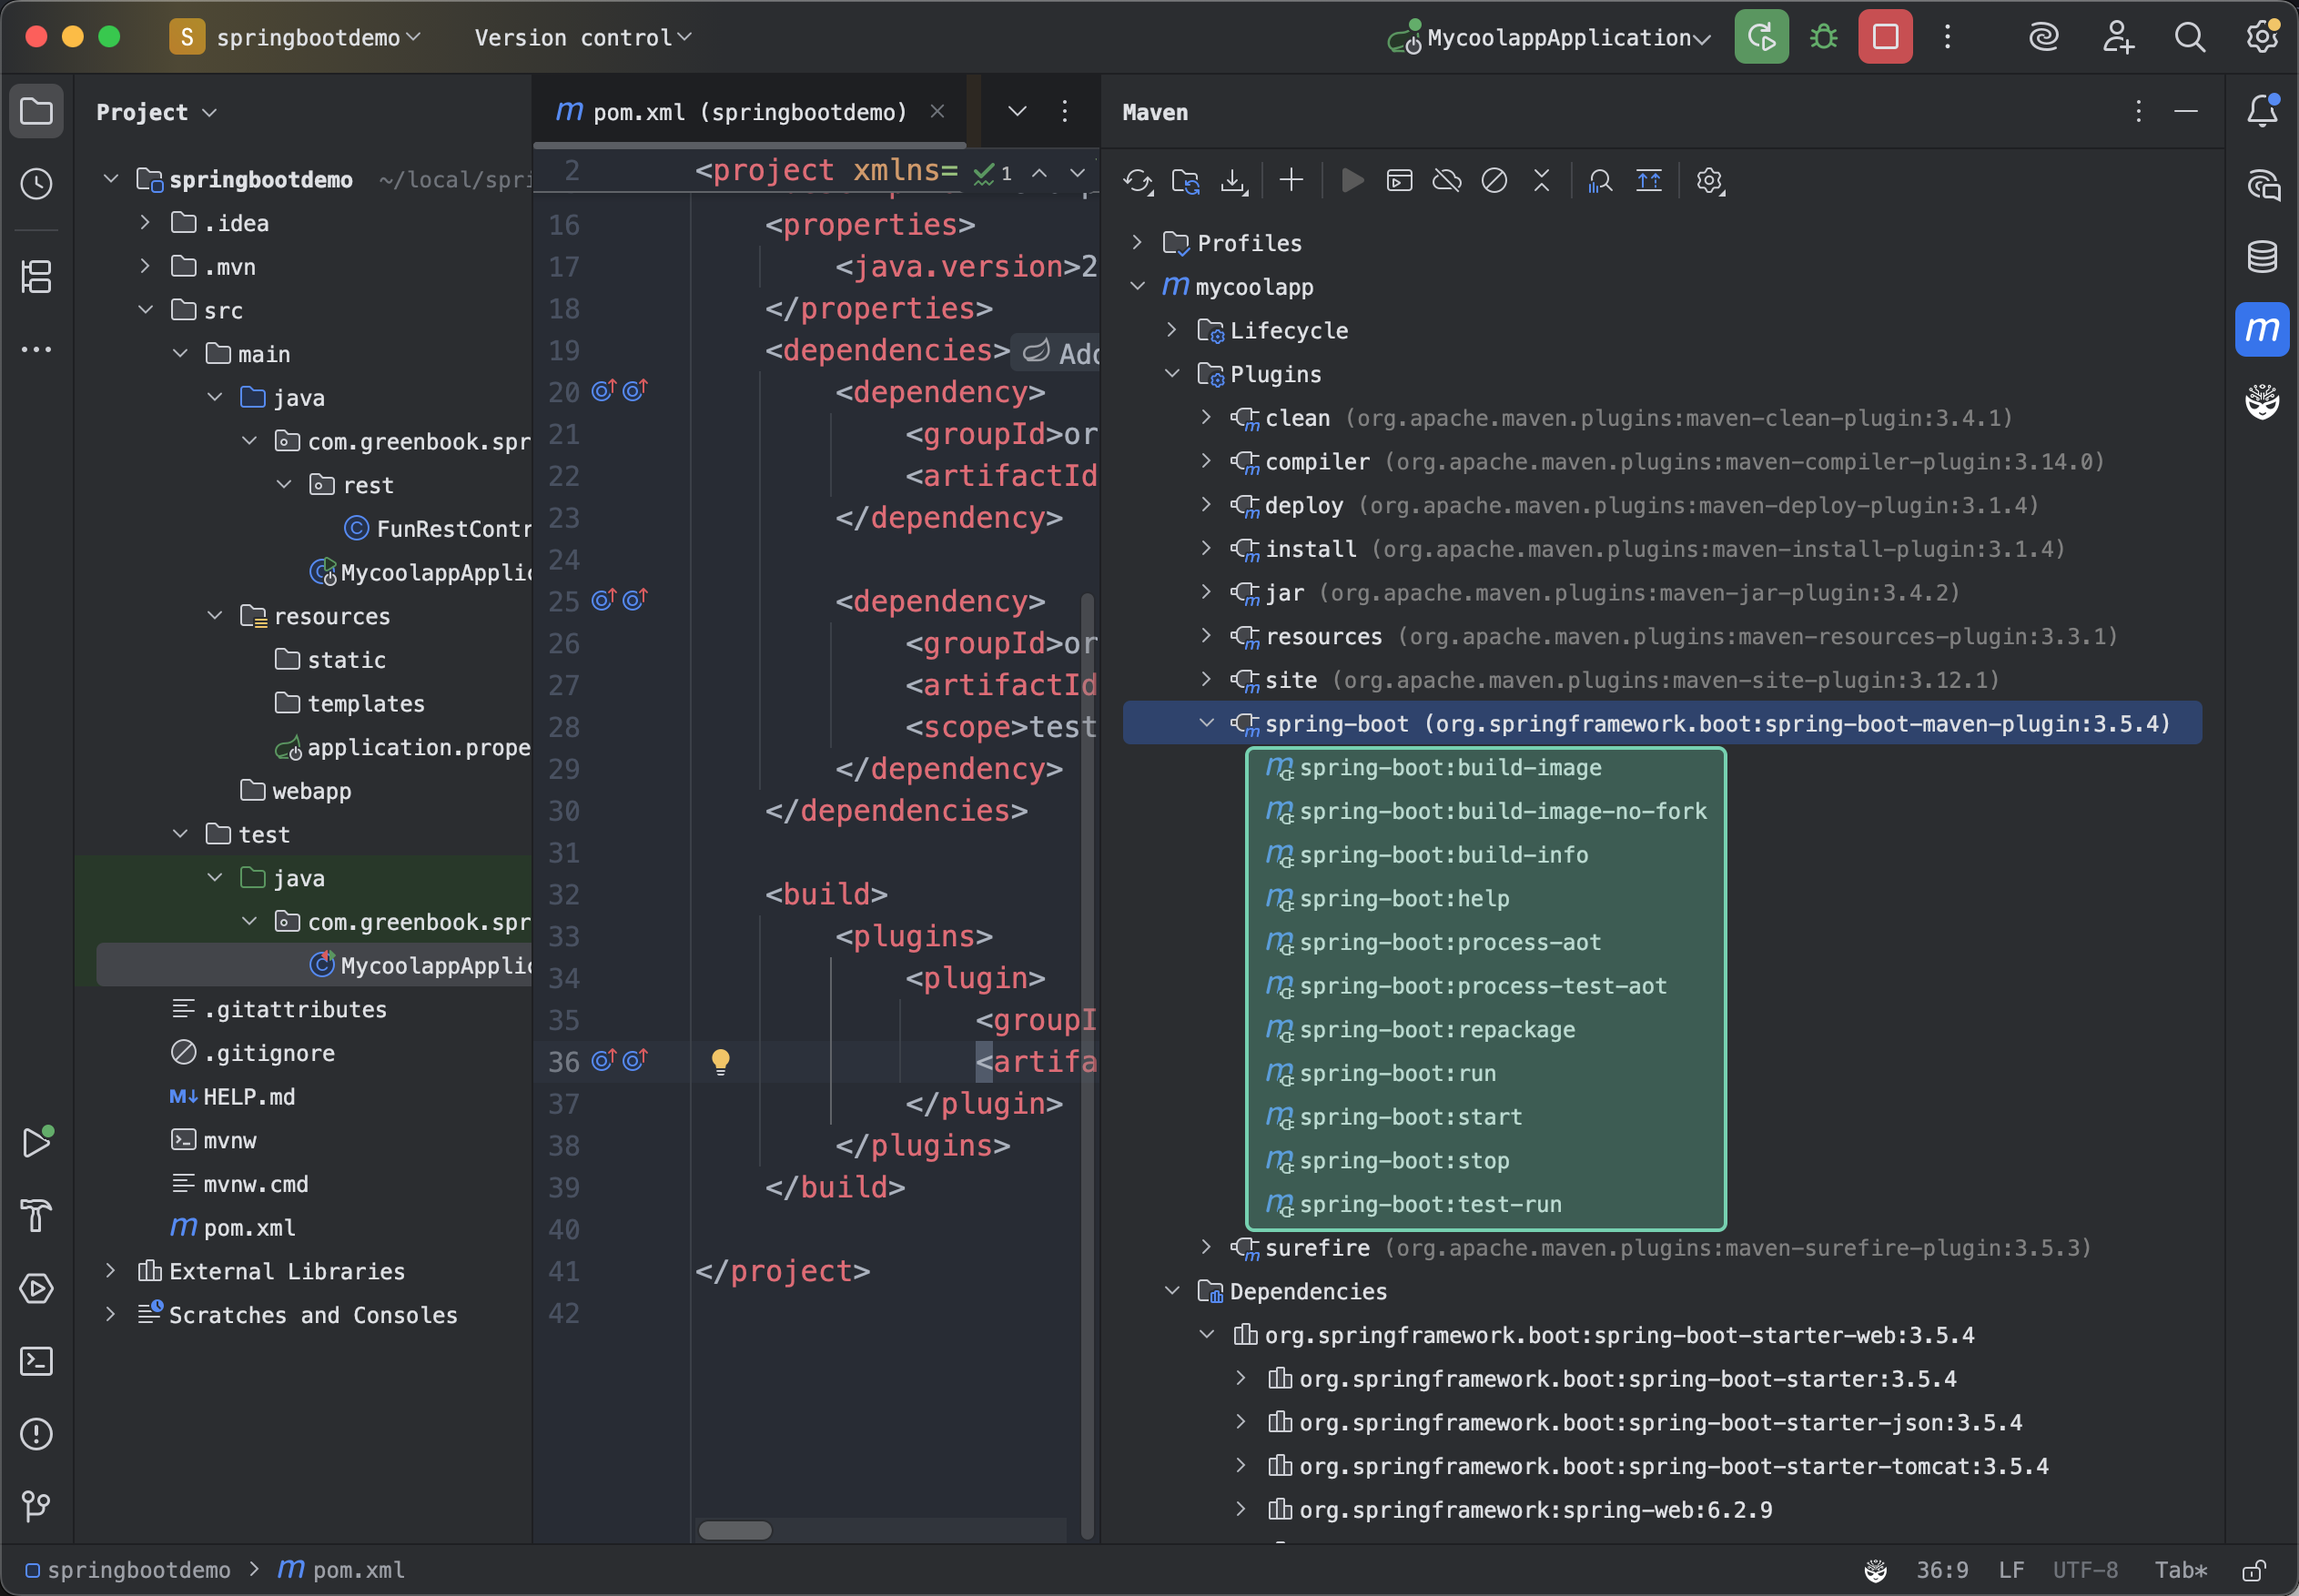 S springbootdemo Version control MycoolappApplication
Project
springbootdemo ~/local/spri
.idea
.mvn
src
main
java
com.greenbook.spr
rest
FunRestContr
MycoolappApplic
resources
static
templates
application.prope
webapp
test
java
com.greenbook.spr
MycoolappApplic
.gitattributes
.gitignore
M↓ HELP.md
mvnw
mvnw.cmd
m pom.xml
External Libraries
Scratches and Consoles
m pom.xml (springbootdemo)
2 <project xmlns= 1
16 <properties>
17 <java.version>2
18 </properties>
19 <dependencies> Add
20 <dependency>
21 <groupId>or
22 <artifactId
23 </dependency>
24
25 <dependency>
26 <groupId>or
27 <artifactId
28 <scope>test
29 </dependency>
30 </dependencies>
31
32 <build>
33 <plugins>
34 <plugin>
35 <groupI
36 <artifa
37 </plugin>
38 </plugins>
39 </build>
40
41 </project>
42
Maven
Profiles
m mycoolapp
Lifecycle
Plugins
clean (org.apache.maven.plugins:maven-clean-plugin:3.4.1)
compiler (org.apache.maven.plugins:maven-compiler-plugin:3.14.0)
deploy (org.apache.maven.plugins:maven-deploy-plugin:3.1.4)
install (org.apache.maven.plugins:maven-install-plugin:3.1.4)
jar (org.apache.maven.plugins:maven-jar-plugin:3.4.2)
resources (org.apache.maven.plugins:maven-resources-plugin:3.3.1)
site (org.apache.maven.plugins:maven-site-plugin:3.12.1)
spring-boot (org.springframework.boot:spring-boot-maven-plugin:3.5.4)
spring-boot:build-image
spring-boot:build-image-no-fork
spring-boot:build-info
spring-boot:help
spring-boot:process-aot
spring-boot:process-test-aot
spring-boot:repackage
spring-boot:run
spring-boot:start
spring-boot:stop
spring-boot:test-run
surefire (org.apache.maven.plugins:maven-surefire-plugin:3.5.3)
Dependencies
org.springframework.boot:spring-boot-starter-web:3.5.4
org.springframework.boot:spring-boot-starter:3.5.4
org.springframework.boot:spring-boot-starter-json:3.5.4
org.springframework.boot:spring-boot-starter-tomcat:3.5.4
org.springframework:spring-web:6.2.9
springbootdemo > m pom.xml 36:9 LF UTF-8 Tab*